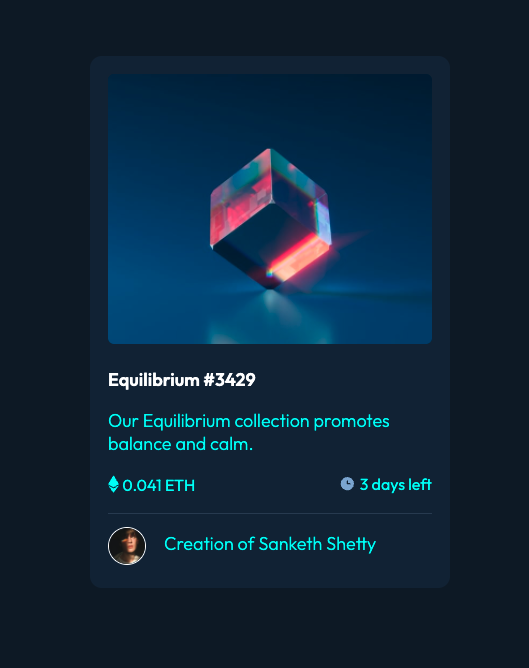 Equilibrium #3429
Our Equilibrium collection promotes
balance and calm.
0.041 ETH
3 days left
Creation of Sanketh Shetty